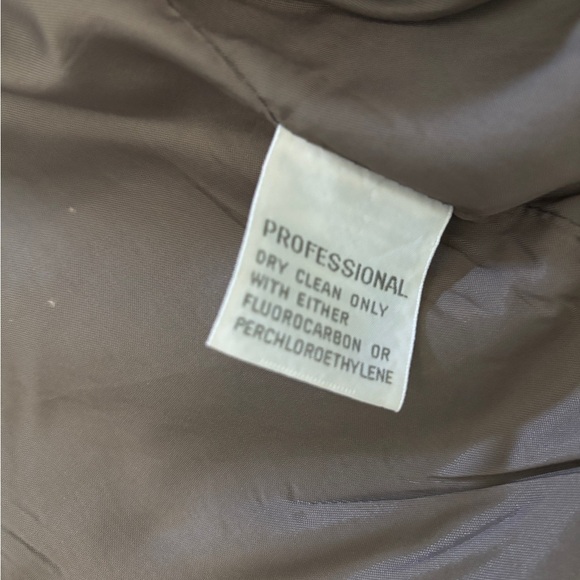 PROFESSIONAL
DRY CLEAN ONLY
WITH EITHER
FLUOROCARBON OR
PERCHLOROETHYLENE